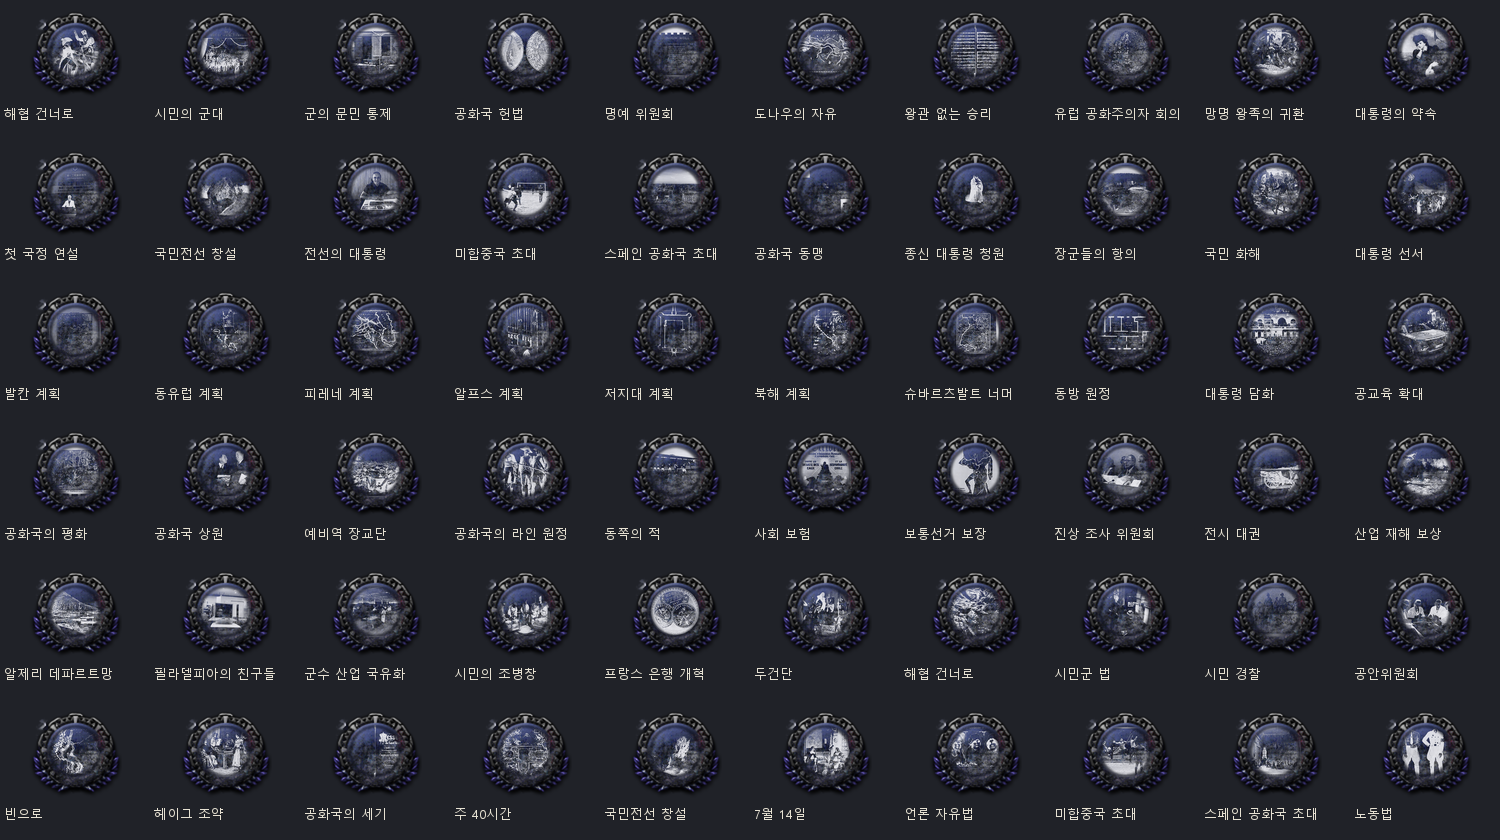 해협 건너로
시민의 군대
군의 문민 통제
공화국 헌법
명예 위원회
도나우의 자유
왕관 없는 승리
유럽 공화주의자 회의
망명 왕족의 귀환
대통령의 약속
첫 국정 연설
국민전선 창설
전선의 대통령
미합중국 초대
스페인 공화국 초대
공화국 동맹
종신 대통령 청원
장군들의 항의
국민 화해
대통령 선서
발칸 계획
동유럽 계획
피레네 계획
알프스 계획
저지대 계획
북해 계획
슈바르츠발트 너머
동방 원정
대통령 담화
공교육 확대
공화국의 평화
공화국 상원
예비역 장교단
공화국의 라인 원정
동쪽의 적
사회 보험
보통선거 보장
진상 조사 위원회
전시 대권
산업 재해 보상
알제리 데파르트망
필라델피아의 친구들
군수 산업 국유화
시민의 조병창
프랑스 은행 개혁
두건단
해협 건너로
시민군 법
시민 경찰
공안위원회
빈으로
헤이그 조약
공화국의 세기
주 40시간
국민전선 창설
7월 14일
언론 자유법
미합중국 초대
스페인 공화국 초대
노동법